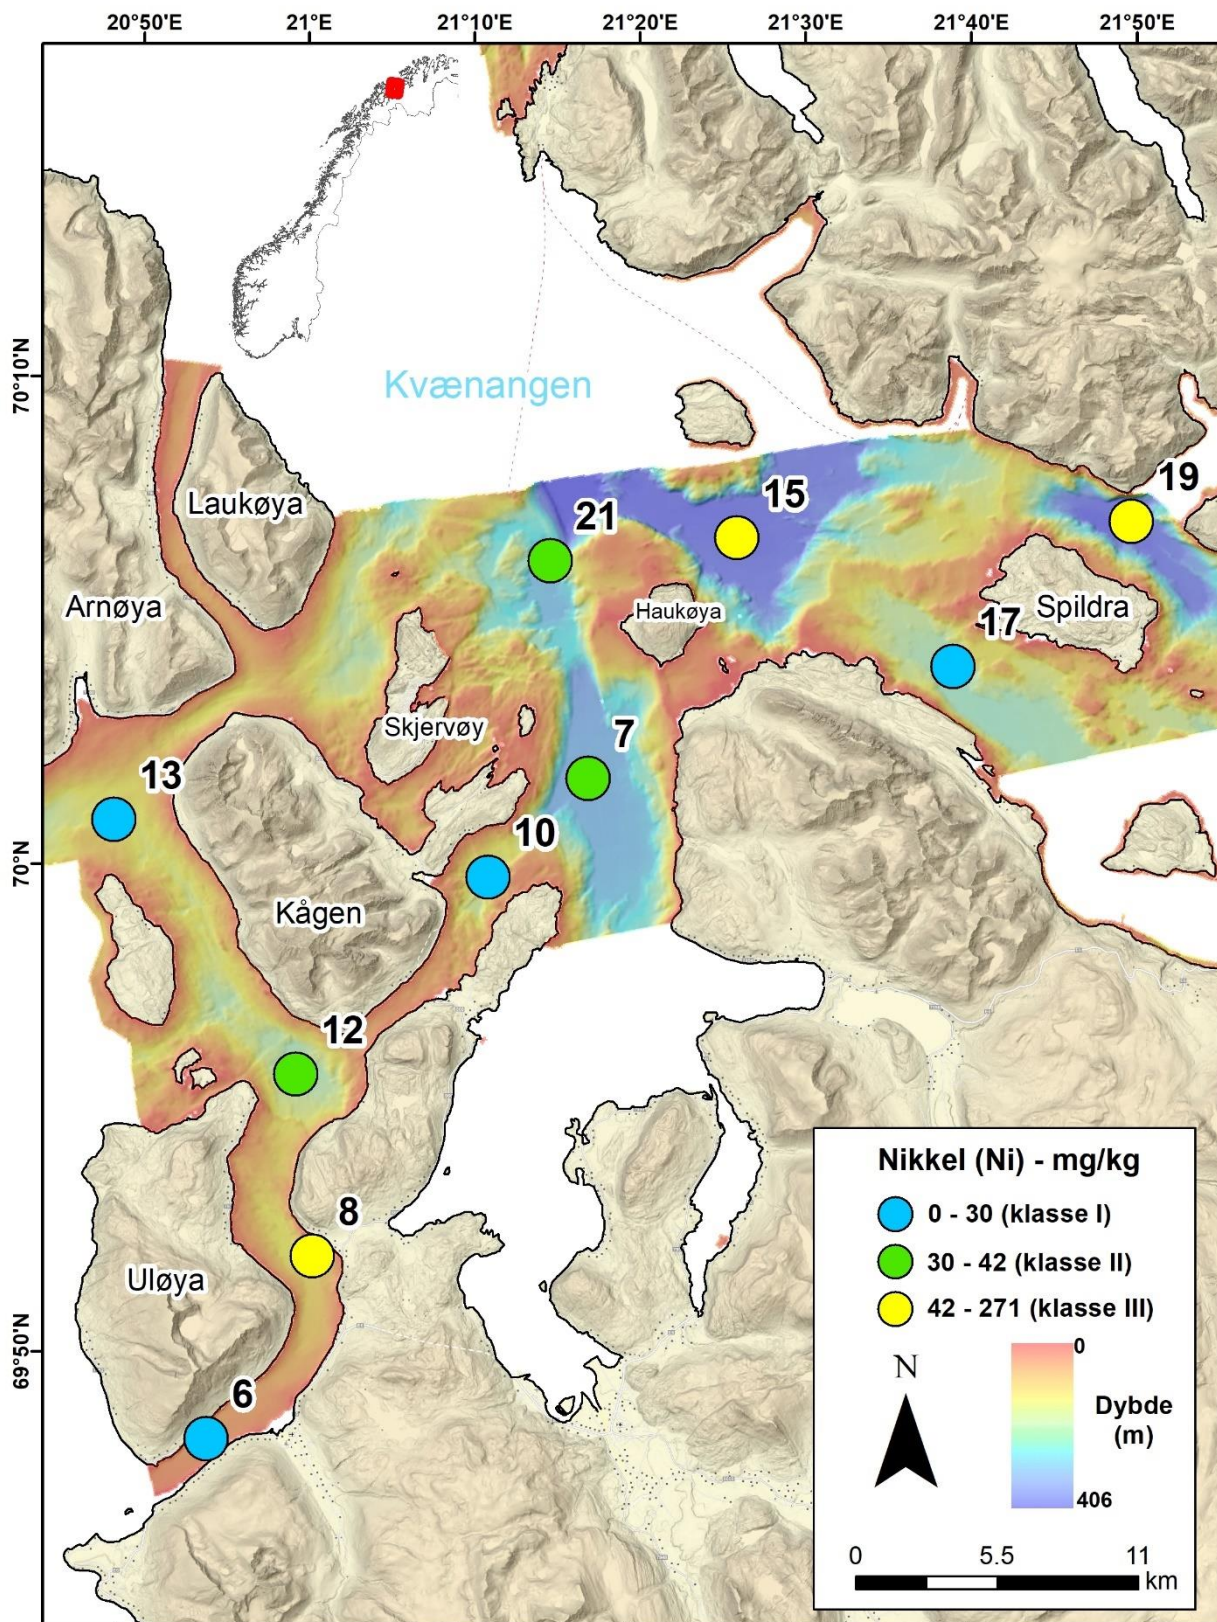 20°50'E 21°E 21°10'E 21°20'E 21°30'E 21°40'E 21°50'E
70°10'N
Kvænangen
Laukøya
15
19
21
Arnøya
Haukøya
Spildra
17
Skjervøy
7
13
10
70°N
Kågen
12
8
Uløya
69°50'N
6
Nikkel (Ni) - mg/kg
0 - 30 (klasse I)
30 - 42 (klasse II)
42 - 271 (klasse III)
N
0
Dybde
(m)
406
0 5.5 11
km